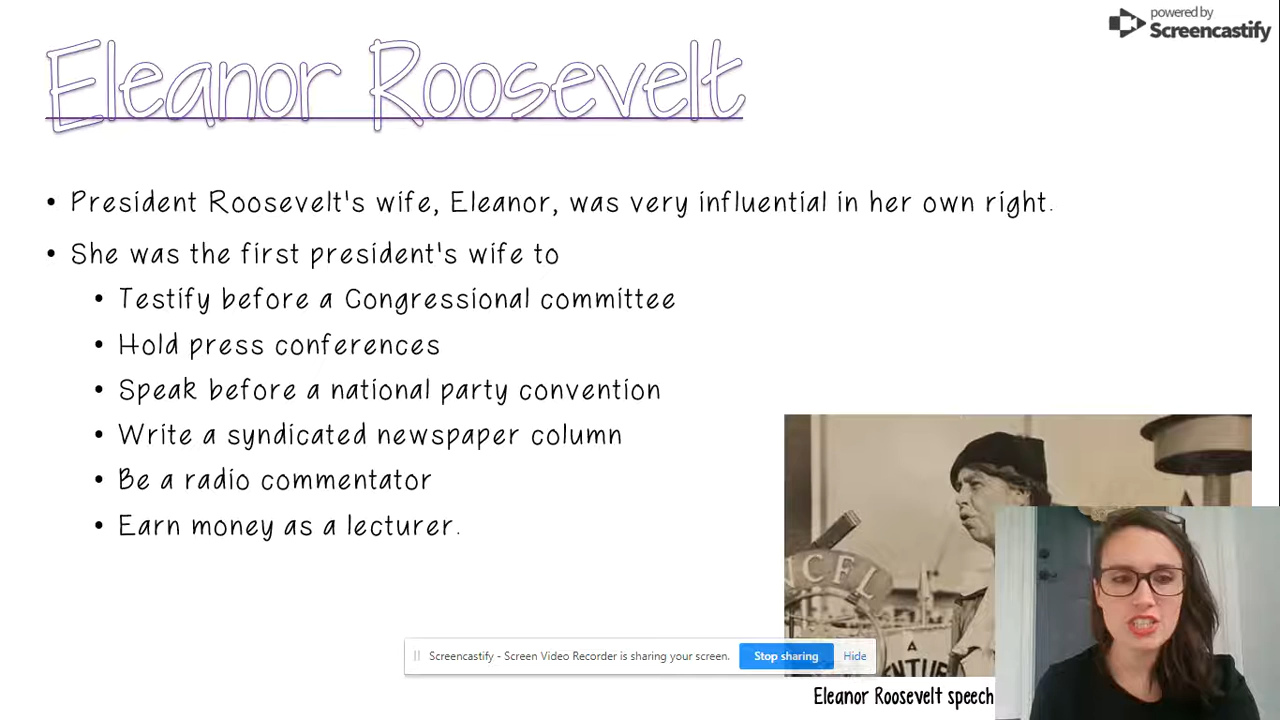 powered by
Screencastify
Eleanor Roosevelt
• President Roosevelt's wife, Eleanor, was very influential in her own right.
• She was the first president's wife to
• Testify before a Congressional committee
• Hold press conferences
• Speak before a national party convention
• Write a syndicated newspaper column
• Be a radio commentator
• Earn money as a lecturer.
NCFL
A
Screencastify - Screen Video Recorder is sharing your screen. Stop sharing Hide
Eleanor Roosevelt speech